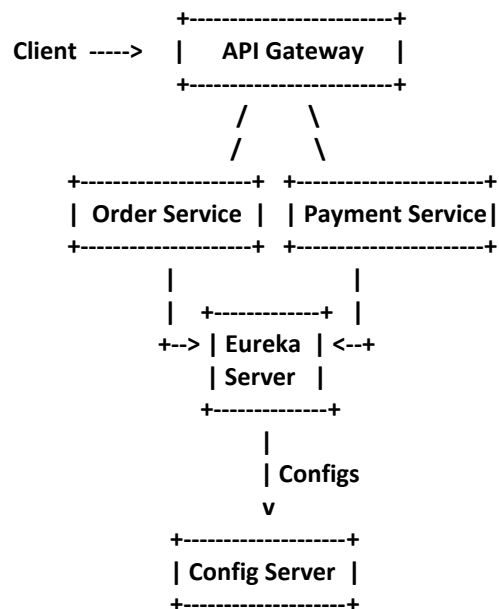 +-------------------------+
Client -----> | API Gateway |
+-------------------------+
/ \
/ \
+---------------------+ +-----------------------+
| Order Service | | Payment Service|
+---------------------+ +-----------------------+
| |
| +-------------+ |
+--> | Eureka | <--+
| Server |
+--------------+
|
| Configs
v
+--------------------+
| Config Server |
+--------------------+